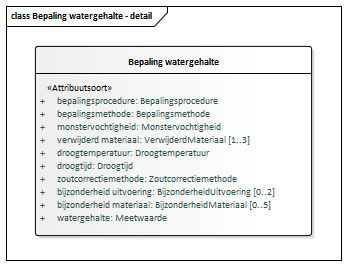 class Bepaling watergehalte - detail
Bepaling watergehalte
«Attribuutsoort»
+ bepalingsprocedure: Bepalingsprocedure
+ bepalingsmethode: Bepalingsmethode
+ monstervochtigheid: Monstervochtigheid
+ verwijderd materiaal: VerwijderdMateriaal [1..3]
+ droogtemperatuur: Droogtemperatuur
+ droogtijd: Droogtijd
+ zoutcorrectiemethode: Zoutcorrectiemethode
+ bijzonderheid uitvoering: BijzonderheidUitvoering [0..2]
+ bijzonderheid materiaal: BijzonderheidMateriaal [0..5]
+ watergehalte: Meetwaarde